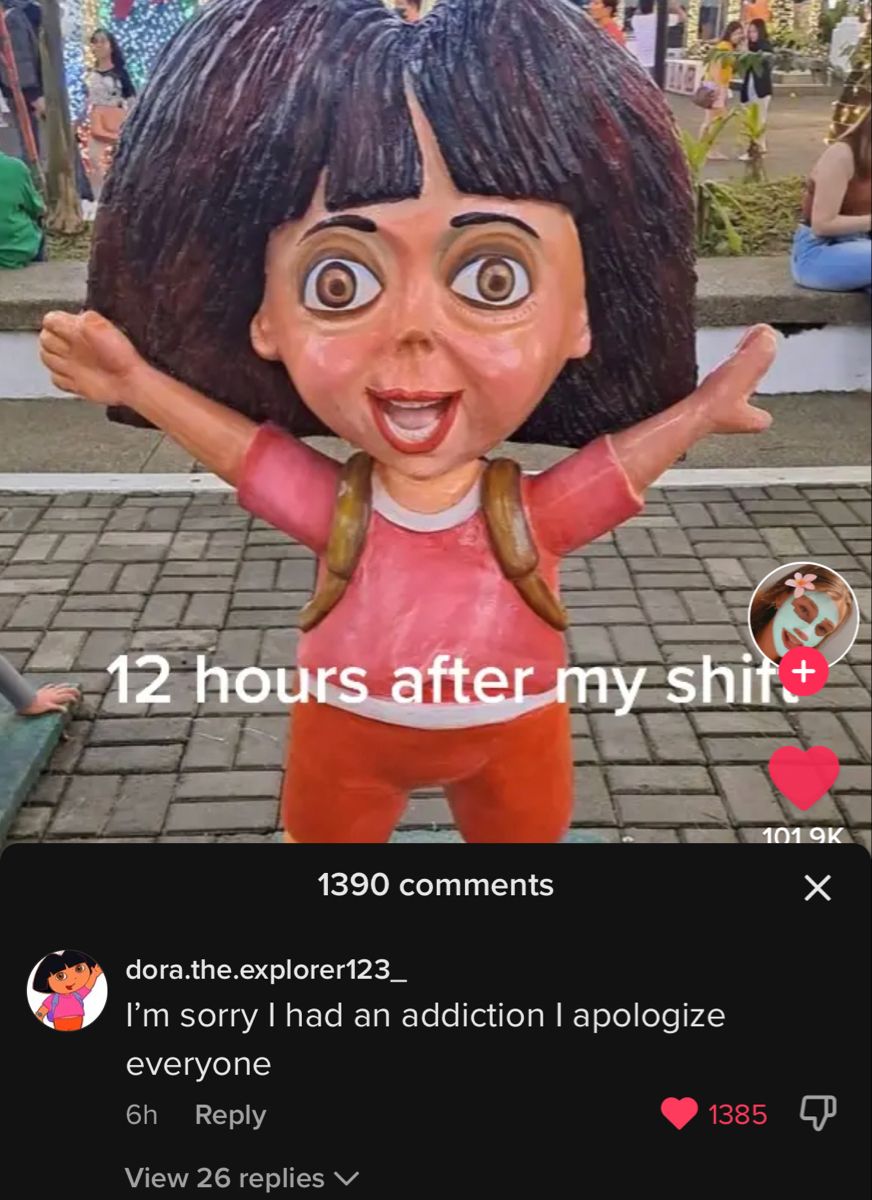 12 hours after my shift
101.9K
1390 comments
dora.the.explorer123_
I’m sorry I had an addiction I apologize
everyone
6h Reply
1385
View 26 replies